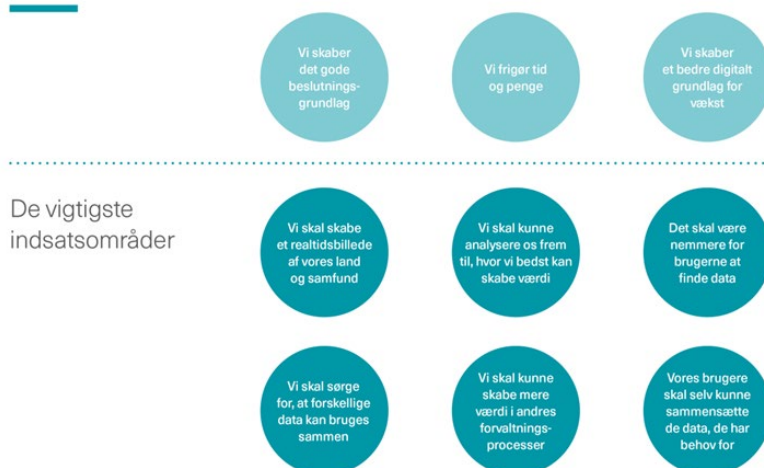 Vi skaber
det gode
beslutnings-
grundlag
Vi frigør tid
og penge
Vi skaber
et bedre digitalt
grundlag for
vækst
De vigtigste
indsatsområder
Vi skal skabe
et realtidsbillede
af vores land
og samfund
Vi skal kunne
analysere os frem
til, hvor vi bedst kan
skabe værdi
Det skal være
nemmere for
brugerne at
finde data
Vi skal sørge
for, at forskellige
data kan bruges
sammen
Vi skal kunne
skabe mere
værdi i andres
forvaltnings-
processer
Vores brugere
skal selv kunne
sammensætte
de data, de har
behov for